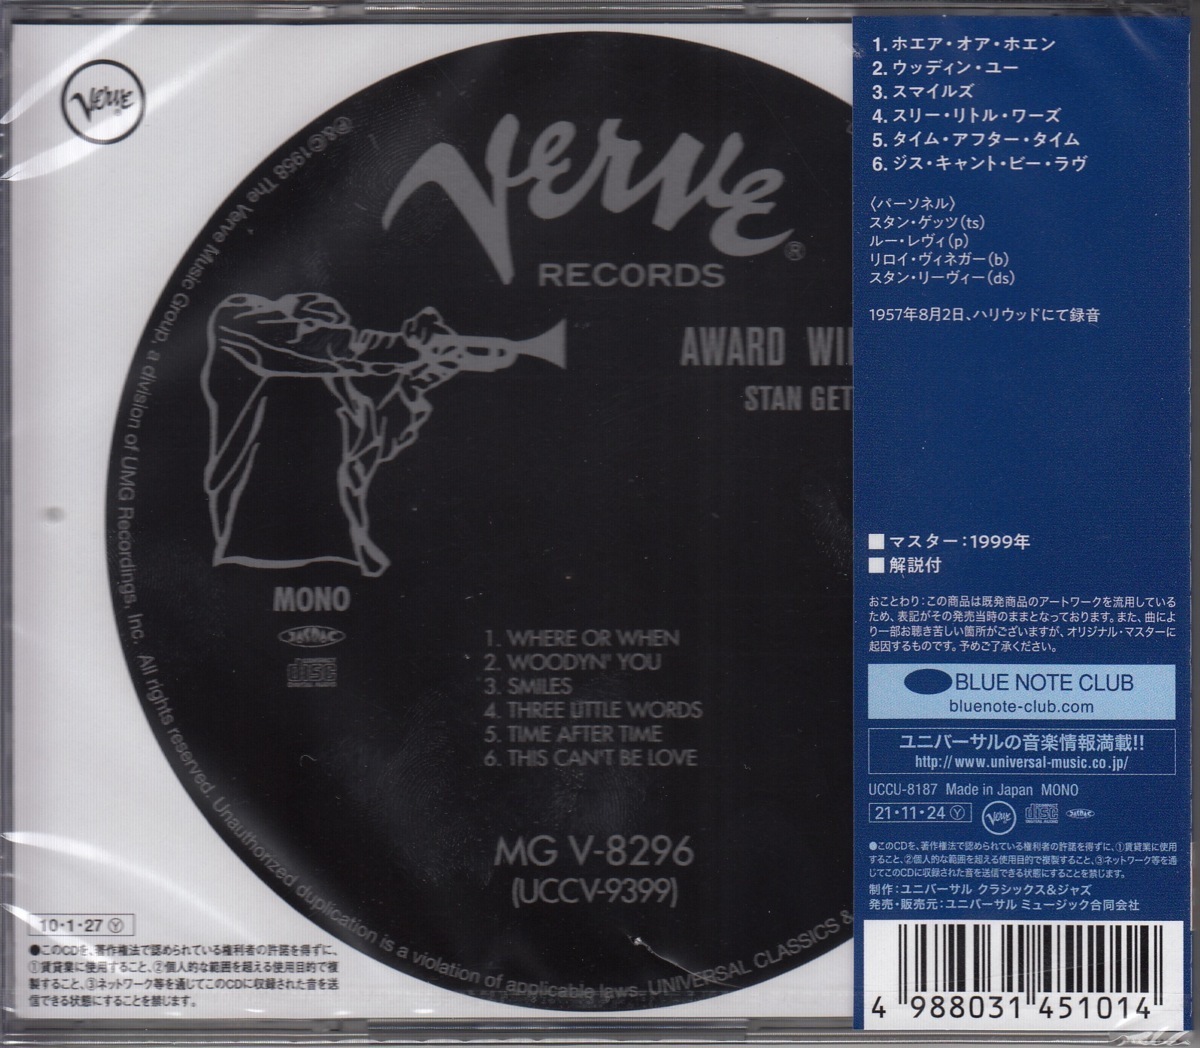 Verve
℗&©1958 The Verve Music Group, a division of UMG Recordings, Inc., All rights reserved. Unauthorized duplication is a violation of applicable laws. UNIVERSAL CLASSICS &
VERVE
RECORDS
AWARD WI
STAN GET
MONO
COMPACT
disc
DIGITAL AUDIO
1. WHERE OR WHEN
2. WOODYN' YOU
3. SMILES
4. THREE LITTLE WORDS
5. TIME AFTER TIME
6. THIS CAN'T BE LOVE
MG V-8296
(UCCV-9399)
10・1・27 Ⓨ
●このCDを、著作権法で認められている権利者の許諾を得ずに、
①賃貸業に使用すること、②個人的な範囲を超える使用目的で複
製すること、③ネットワーク等を通じてこのCDに収録された音を送
信できる状態にすることを禁じます。
1. ホエア・オア・ホエン
2. ウッディン・ユー
3. スマイルズ
4. スリー・リトル・ワーズ
5. タイム・アフター・タイム
6. ジス・キャント・ビー・ラヴ
〈パーソネル〉
スタン・ゲッツ(ts)
ルー・レヴィ(p)
リロイ・ヴィネガー(b)
スタン・リーヴィー(ds)
1957年8月2日、ハリウッドにて録音
■マスター：1999年
■解説付
おことわり：この商品は既発商品のアートワークを流用している
ため、表記がその発売当時のままとなっております。また、曲によ
り一部お聴き苦しい箇所がございますが、オリジナル・マスターに
起因するものです。予めご了承ください。
BLUE NOTE CLUB
bluenote-club.com
ユニバーサルの音楽情報満載!!
http://www.universal-music.co.jp/
UCCU-8187 Made in Japan MONO
21・11・24 Ⓨ
Verve
COMPACT
disc
DIGITAL AUDIO
●このCDを、著作権法で認められている権利者の許諾を得ずに、①賃貸業に使用
すること、②個人的な範囲を超える使用目的で複製すること、③ネットワーク等を通
じてこのCDに収録された音を送信できる状態にすることを禁じます。
制作：ユニバーサル クラシックス&ジャズ
発売・販売元：ユニバーサル ミュージック合同会社
4 988031 451014